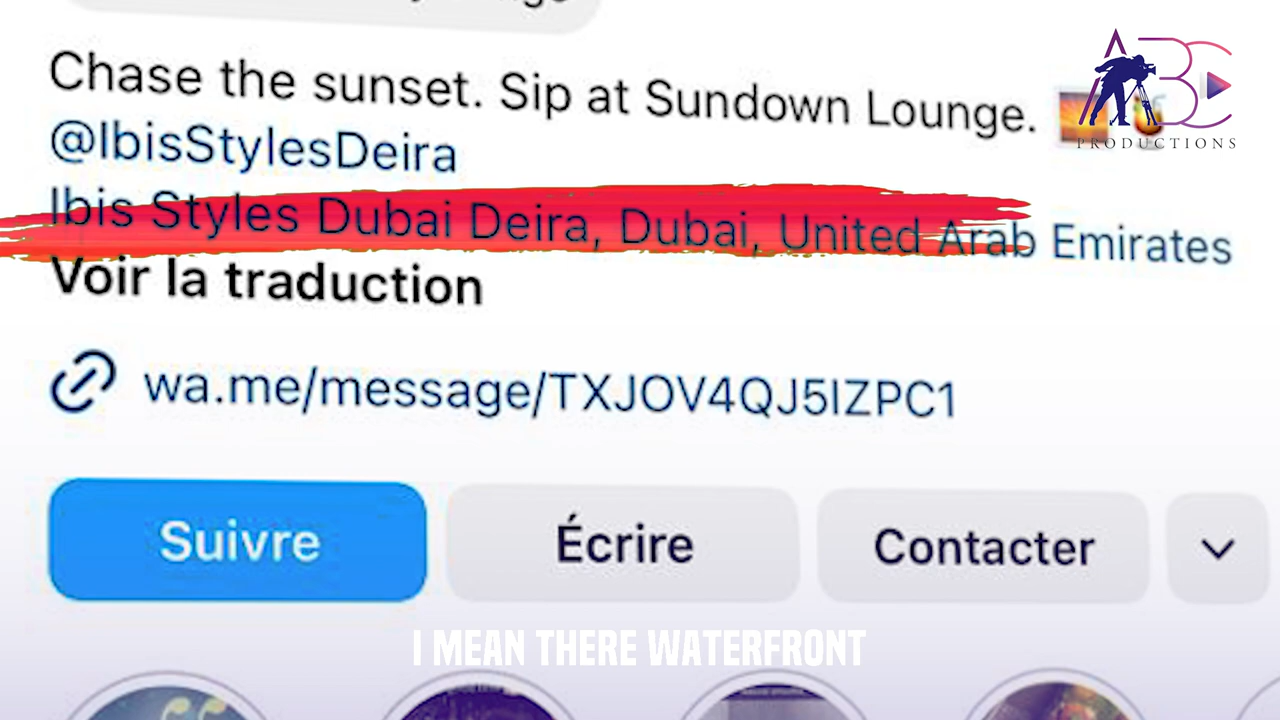 Chase the sunset. Sip at Sundown Lounge.
@IbisStylesDeira
Ibis Styles Dubai Deira, Dubai, United Arab Emirates
Voir la traduction
wa.me/message/TXJOV4QJ5IZPC1
Suivre
Écrire
Contacter
I MEAN THERE WATERFRONT
ABC
PRODUCTIONS